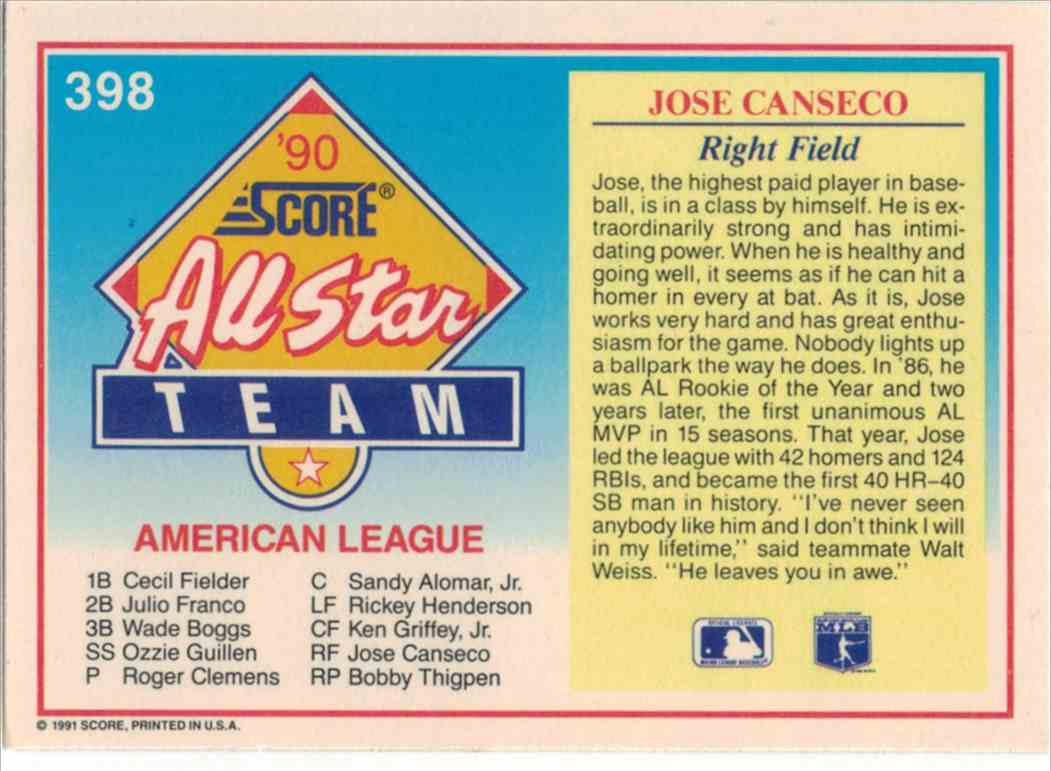 398
'90
SCORE®
All Star
TEAM
AMERICAN LEAGUE
1B Cecil Fielder
2B Julio Franco
3B Wade Boggs
SS Ozzie Guillen
P Roger Clemens
C Sandy Alomar, Jr.
LF Rickey Henderson
CF Ken Griffey, Jr.
RF Jose Canseco
RP Bobby Thigpen
JOSE CANSECO
Right Field
Jose, the highest paid player in base-
ball, is in a class by himself. He is ex-
traordinarily strong and has intimi-
dating power. When he is healthy and
going well, it seems as if he can hit a
homer in every at bat. As it is, Jose
works very hard and has great enthu-
siasm for the game. Nobody lights up
a ballpark the way he does. In '86, he
was AL Rookie of the Year and two
years later, the first unanimous AL
MVP in 15 seasons. That year, Jose
led the league with 42 homers and 124
RBIs, and became the first 40 HR–40
SB man in history. "I've never seen
anybody like him and I don't think I will
in my lifetime," said teammate Walt
Weiss. "He leaves you in awe."
OFFICIAL LICENSEE
MAJOR LEAGUE BASEBALL
MLB
© 1991 SCORE, PRINTED IN U.S.A.